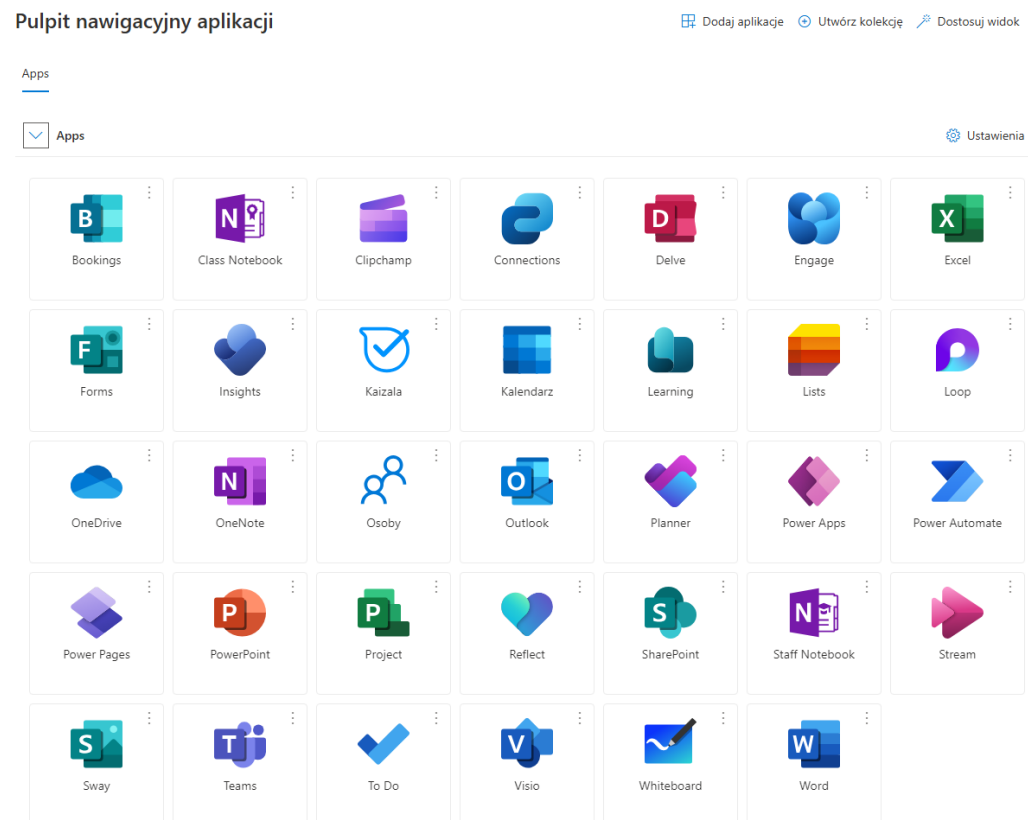 Pulpit nawigacyjny aplikacji
Dodaj aplikacje Utwórz kolekcję Dostosuj widok
Apps
Apps Ustawienia
B N D X
Bookings Class Notebook Clipchamp Connections Delve Engage Excel
F
Forms Insights Kaizala Kalendarz Learning Lists Loop
N O
OneDrive OneNote Osoby Outlook Planner Power Apps Power Automate
P P S N
Power Pages PowerPoint Project Reflect SharePoint Staff Notebook Stream
S T V W
Sway Teams To Do Visio Whiteboard Word